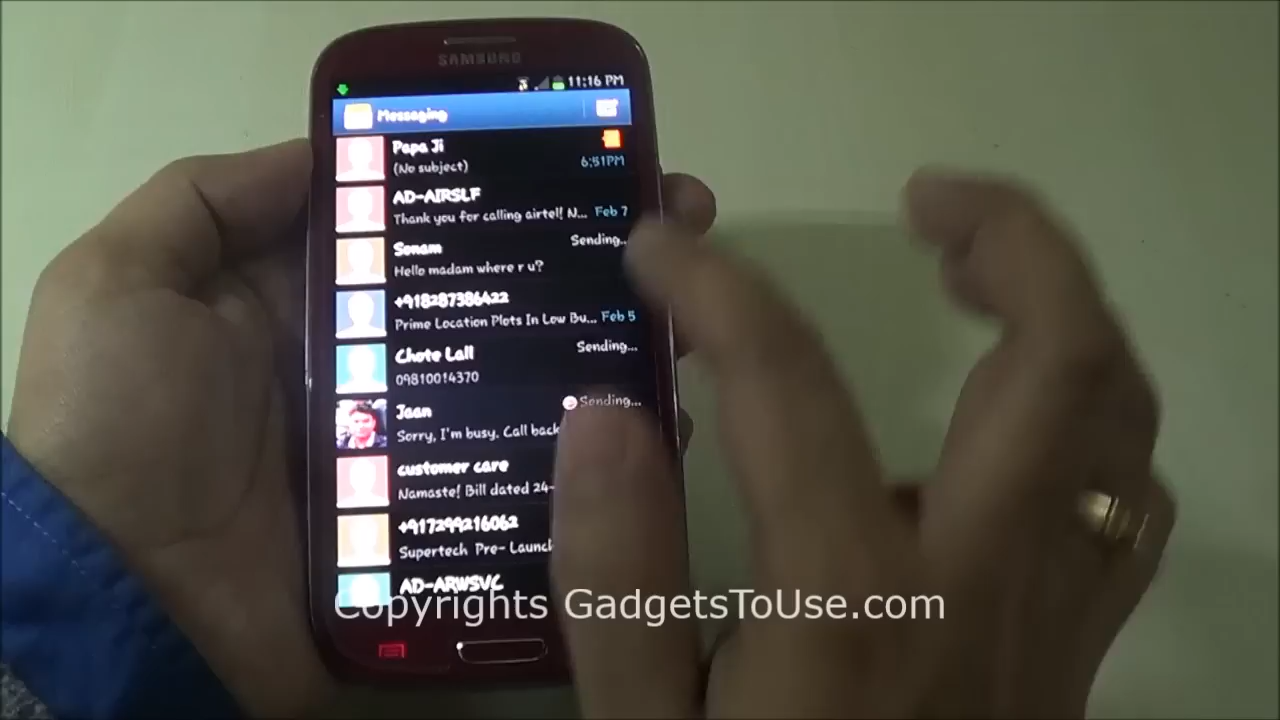 SAMSUNG
11:16 PM
Messaging
Papa Ji
(No subject) 6:51PM
AD-AIRSLF
Thank you for calling airtel! N... Feb 7
Sonam Sending...
Hello madam where r u?
+918287386422
Prime Location Plots In Low Bu... Feb 5
Chote Lall Sending...
09810014370
Jaan Sending...
Sorry, I'm busy. Call back
customer care
Namaste! Bill dated 24-
+917299216062
Supertech Pre- Launch
AD-ARWSVC
Copyrights GadgetsToUse.com